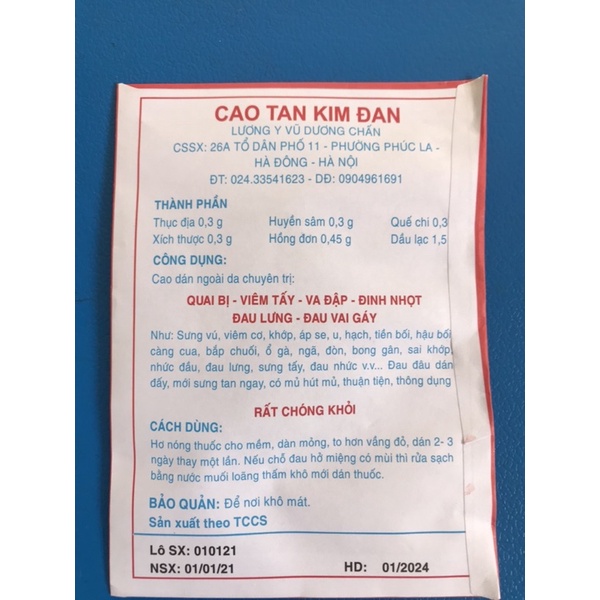 CAO TAN KIM ĐAN
LƯƠNG Y VŨ DƯƠNG CHẤN
CSSX: 26A TỔ DÂN PHỐ 11 - PHƯỜNG PHÚC LA -
HÀ ĐÔNG - HÀ NỘI
ĐT: 024.33541623 - DĐ: 0904961691
THÀNH PHẦN
Thục địa 0,3 g Huyền sâm 0,3 g Quế chi 0,3
Xích thược 0,3 g Hồng đơn 0,45 g Dầu lạc 1,5
CÔNG DỤNG:
Cao dán ngoài da chuyên trị:
QUAI BỊ - VIÊM TẤY - VA ĐẬP - ĐINH NHỌT
ĐAU LƯNG - ĐAU VAI GÁY
Như: Sưng vú, viêm cơ, khớp, áp se, u, hạch, tiền bối, hậu bối
càng cua, bắp chuối, ổ gà, ngã, đòn, bong gân, sai khớp
nhức đầu, đau lưng, sưng tấy, đau nhức v.v... Đau đâu dán
đấy, mới sưng tan ngay, có mủ hút mủ, thuận tiện, thông dụng
RẤT CHÓNG KHỎI
CÁCH DÙNG:
Hơ nóng thuốc cho mềm, dàn mỏng, to hơn vầng đỏ, dán 2- 3
ngày thay một lần. Nếu chỗ đau hở miệng có mùi thì rửa sạch
bằng nước muối loãng thấm khô mới dán thuốc.
BẢO QUẢN: Để nơi khô mát.
Sản xuất theo TCCS
Lô SX: 010121
NSX: 01/01/21 HD: 01/2024